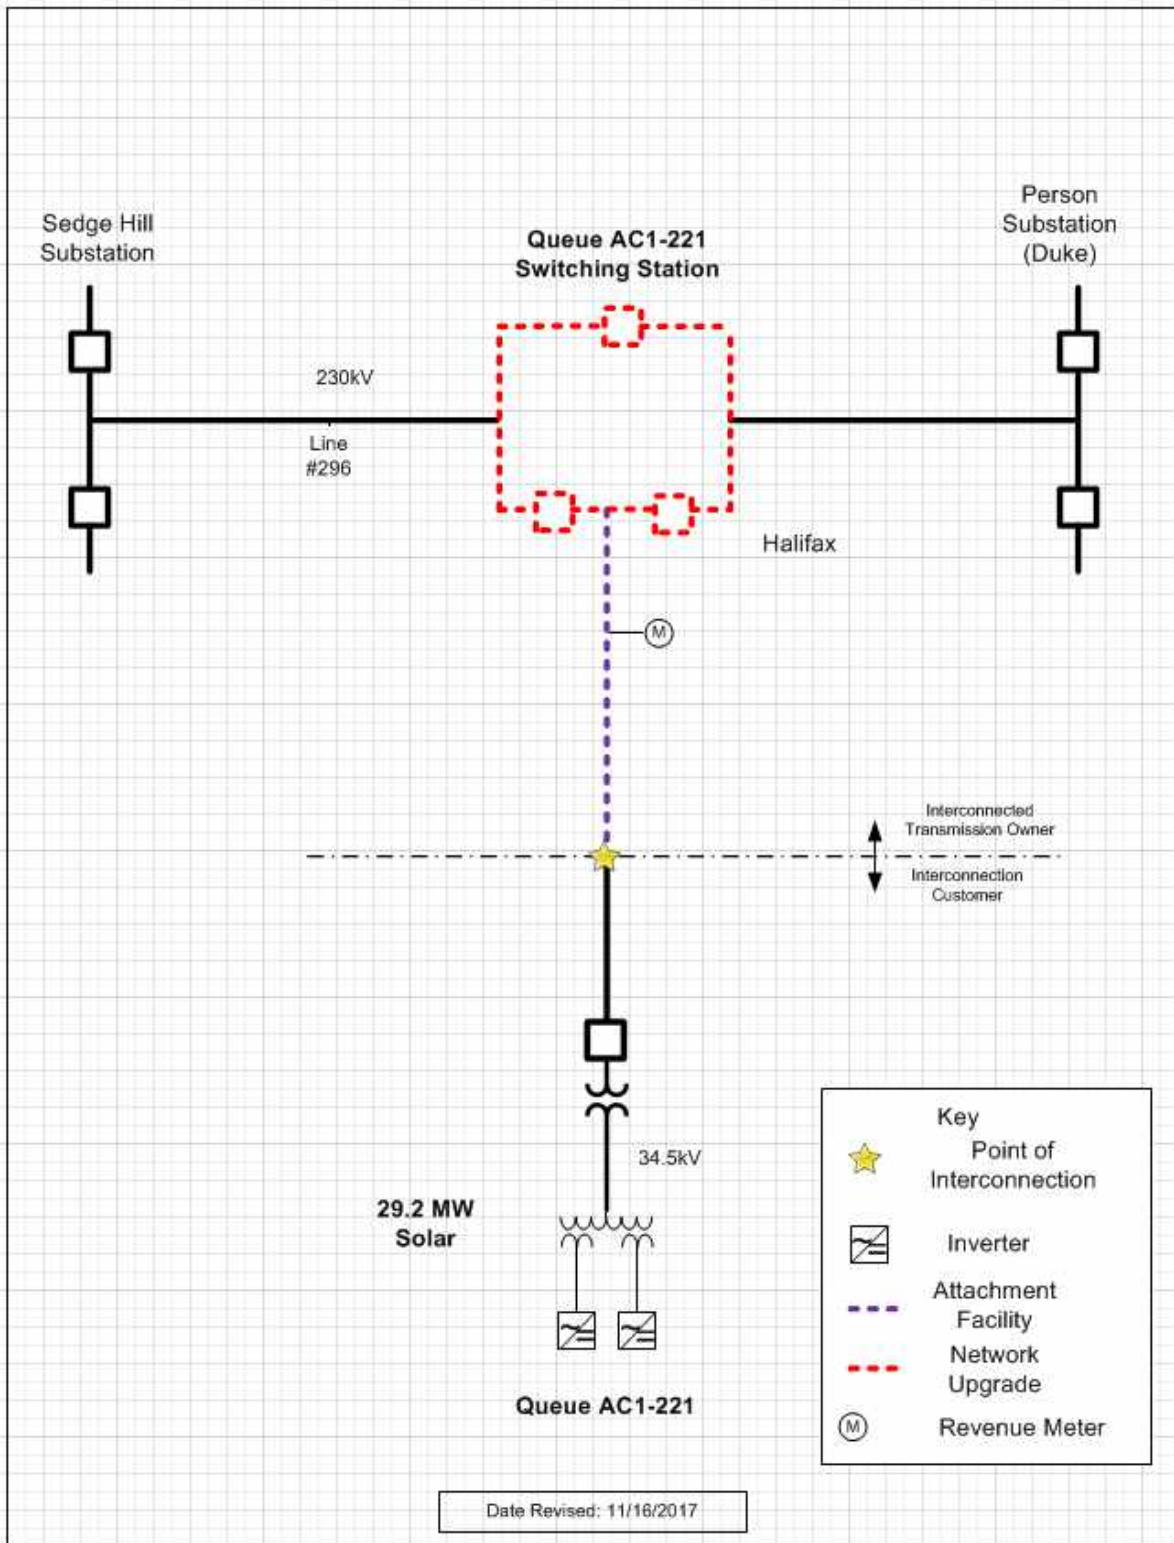 Person
Substation
(Duke)
Sedge Hill
Substation
Queue AC1-221
Switching Station
230kV
Line
#296
Halifax
M
Interconnected
Transmission Owner
Interconnection
Customer
34.5kV
29.2 MW
Solar
Queue AC1-221
Key
Point of
Interconnection
Inverter
Attachment
Facility
Network
Upgrade
M
Revenue Meter
Date Revised: 11/16/2017